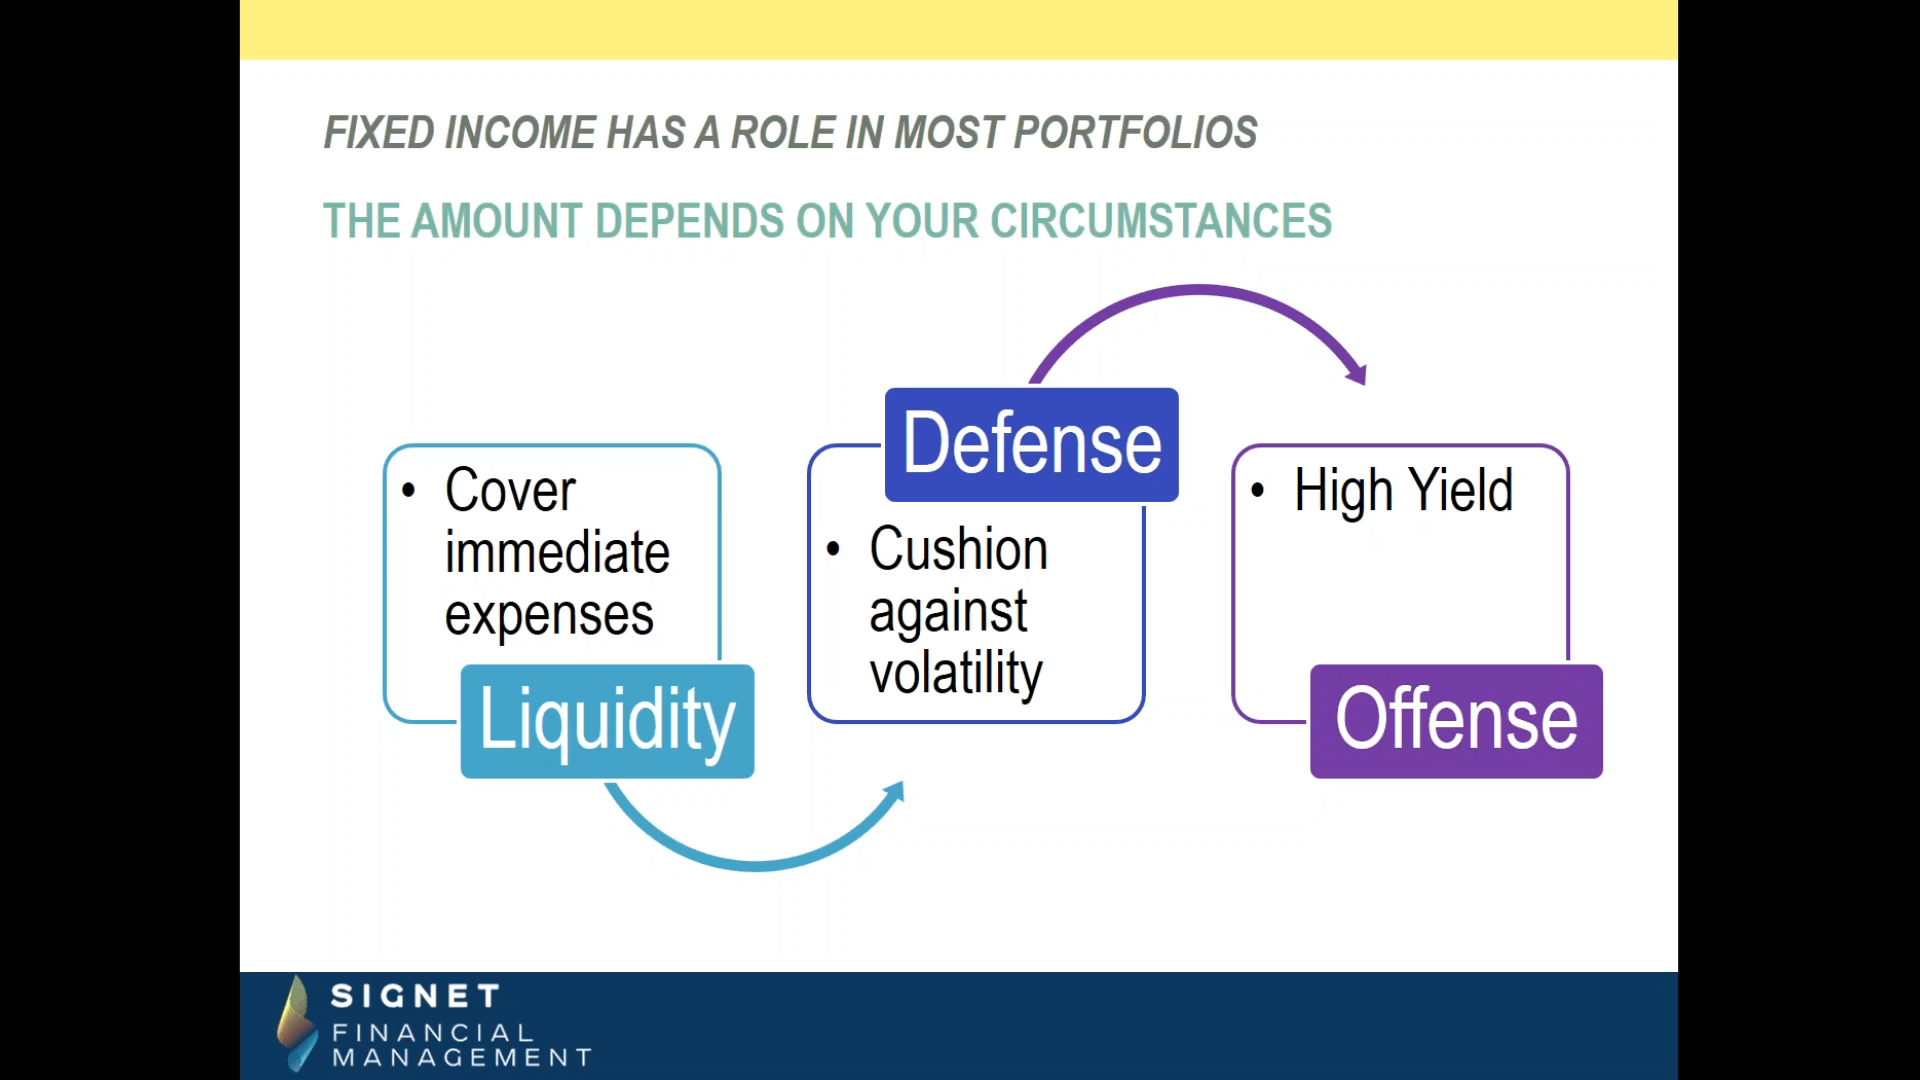 FIXED INCOME HAS A ROLE IN MOST PORTFOLIOS
THE AMOUNT DEPENDS ON YOUR CIRCUMSTANCES
• Cover
immediate
expenses
Liquidity
Defense
• Cushion
against
volatility
• High Yield
Offense
SIGNET
FINANCIAL
MANAGEMENT